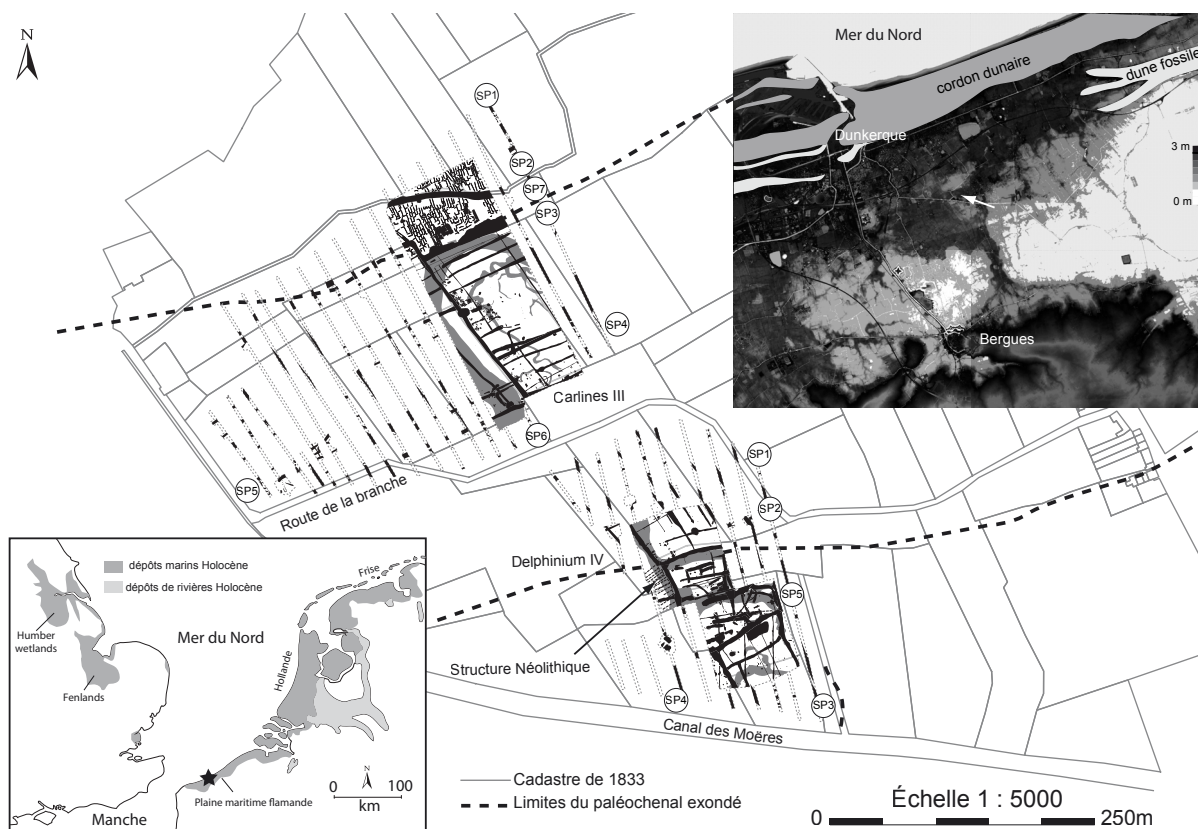 N
SP1
SP2
SP7
SP3
SP4
Carlines III
SP6
SP5
Route de la branche
Mer du Nord
cordon dunaire
dune fossile
Dunkerque
3 m
0 m
Bergues
SP1
SP2
Delphinium IV
SP5
Structure Néolithique
SP4
SP3
Canal des Moëres
dépôts marins Holocène
dépôts de rivières Holocène
Frise
Humber
wetlands
Mer du Nord
Hollande
Fenlands
N
0
100
km
Plaine maritime flamande
Manche
Cadastre de 1833
Limites du paléochenal exondé
Échelle 1 : 5000
0
250m